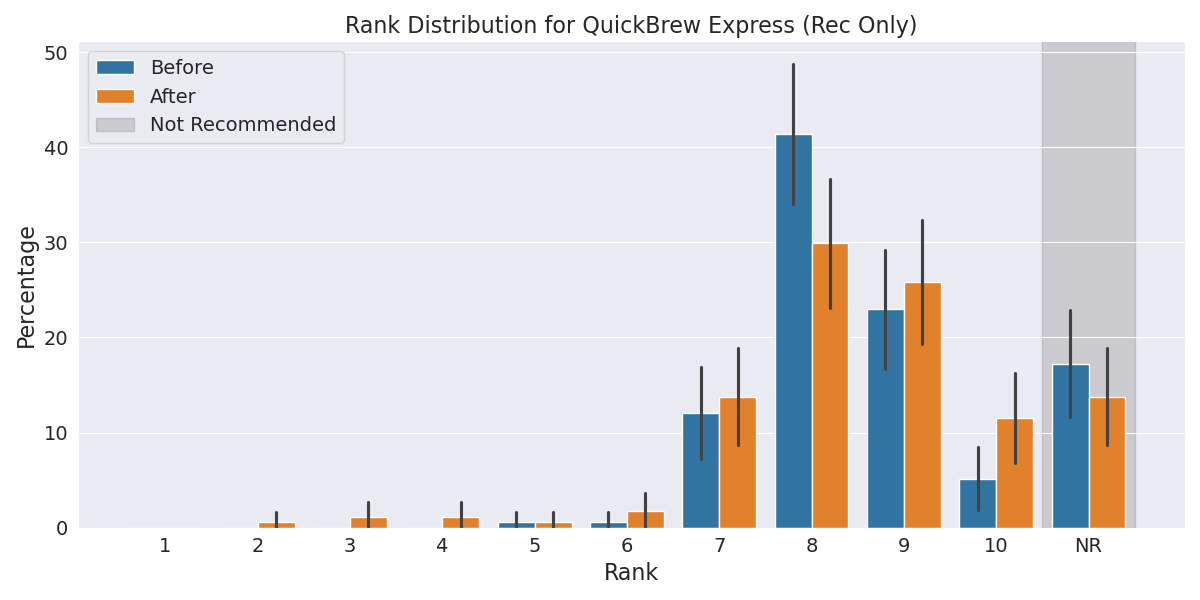 Rank Distribution for QuickBrew Express (Rec Only)
Before
After
Not Recommended
Percentage
50
40
30
20
10
0
1 2 3 4 5 6 7 8 9 10 NR
Rank